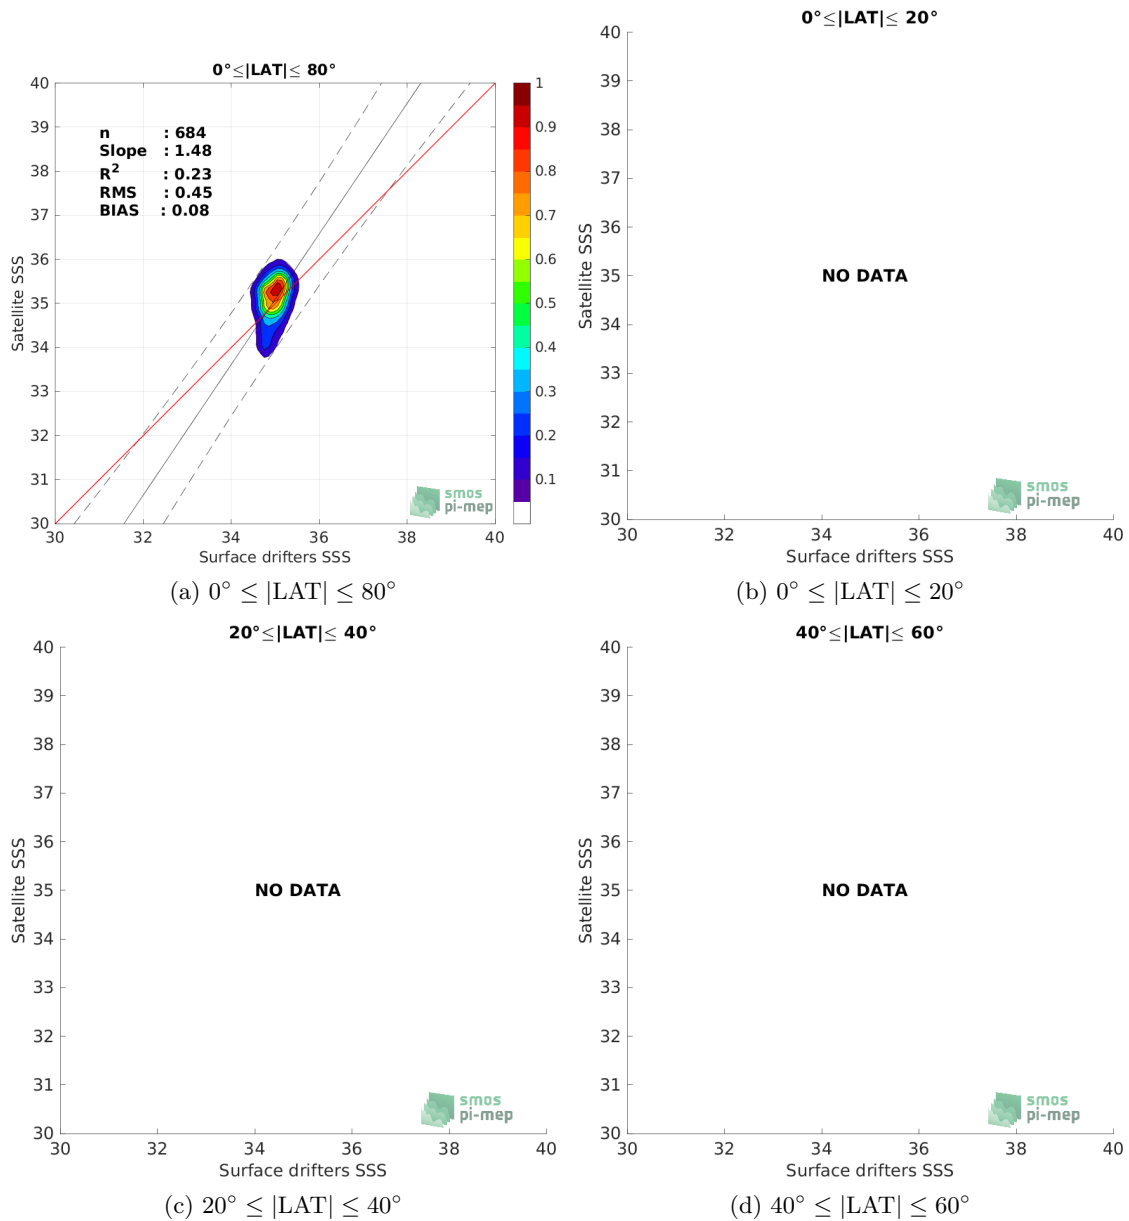 0°≤|LAT|≤ 80°
40
39
38
37
36
35
34
33
32
31
30
Satellite SSS
n : 684
Slope : 1.48
R² : 0.23
RMS : 0.45
BIAS : 0.08
smos
pi-mep
30 32 34 36 38 40
Surface drifters SSS
1
0.9
0.8
0.7
0.6
0.5
0.4
0.3
0.2
0.1
(a) 0° ≤ |LAT| ≤ 80°
0°≤|LAT|≤ 20°
40
39
38
37
36
35
34
33
32
31
30
Satellite SSS
NO DATA
smos
pi-mep
30 32 34 36 38 40
Surface drifters SSS
(b) 0° ≤ |LAT| ≤ 20°
20°≤|LAT|≤ 40°
40
39
38
37
36
35
34
33
32
31
30
Satellite SSS
NO DATA
smos
pi-mep
30 32 34 36 38 40
Surface drifters SSS
(c) 20° ≤ |LAT| ≤ 40°
40°≤|LAT|≤ 60°
40
39
38
37
36
35
34
33
32
31
30
Satellite SSS
NO DATA
smos
pi-mep
30 32 34 36 38 40
Surface drifters SSS
(d) 40° ≤ |LAT| ≤ 60°